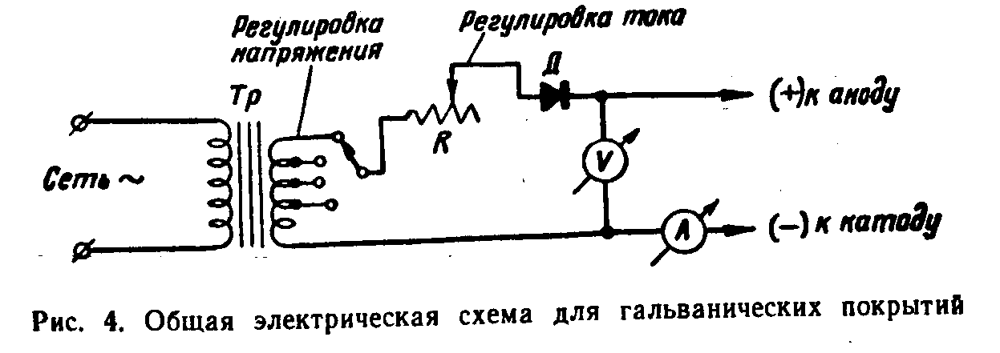 Регулировка
напряжения
Регулировка тока
Тр
Д
(+) к аноду
R
V
Сеть ~
А
(−) к катоду
Рис. 4. Общая электрическая схема для гальванических покрытий